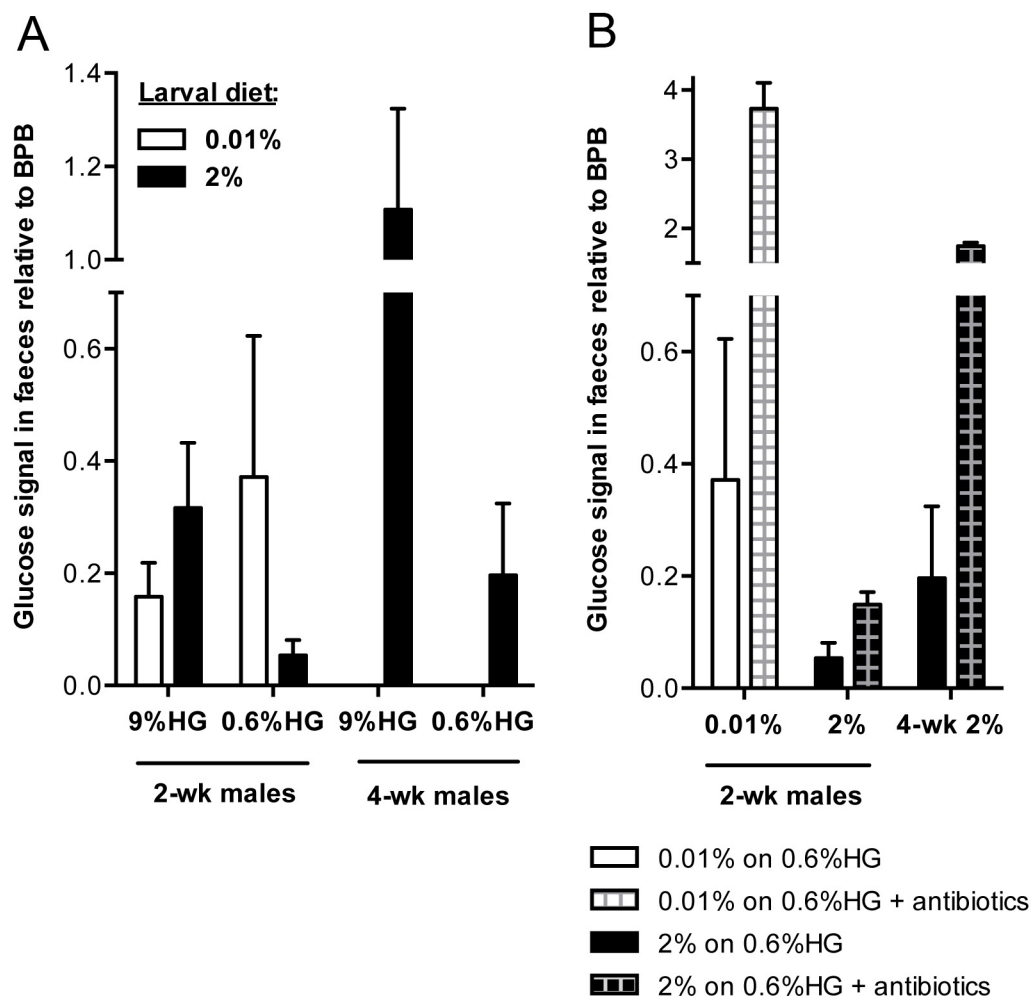 A
Glucose signal in faeces relative to BPB
1.4
1.2
1.0
0.6
0.4
0.2
0.0
Larval diet:
0.01%
2%
9%HG 0.6%HG 9%HG 0.6%HG
2-wk males 4-wk males
B
Glucose signal in faeces relative to BPB
4
3
2
0.6
0.4
0.2
0.0
0.01% 2% 4-wk 2%
2-wk males
0.01% on 0.6%HG
0.01% on 0.6%HG + antibiotics
2% on 0.6%HG
2% on 0.6%HG + antibiotics